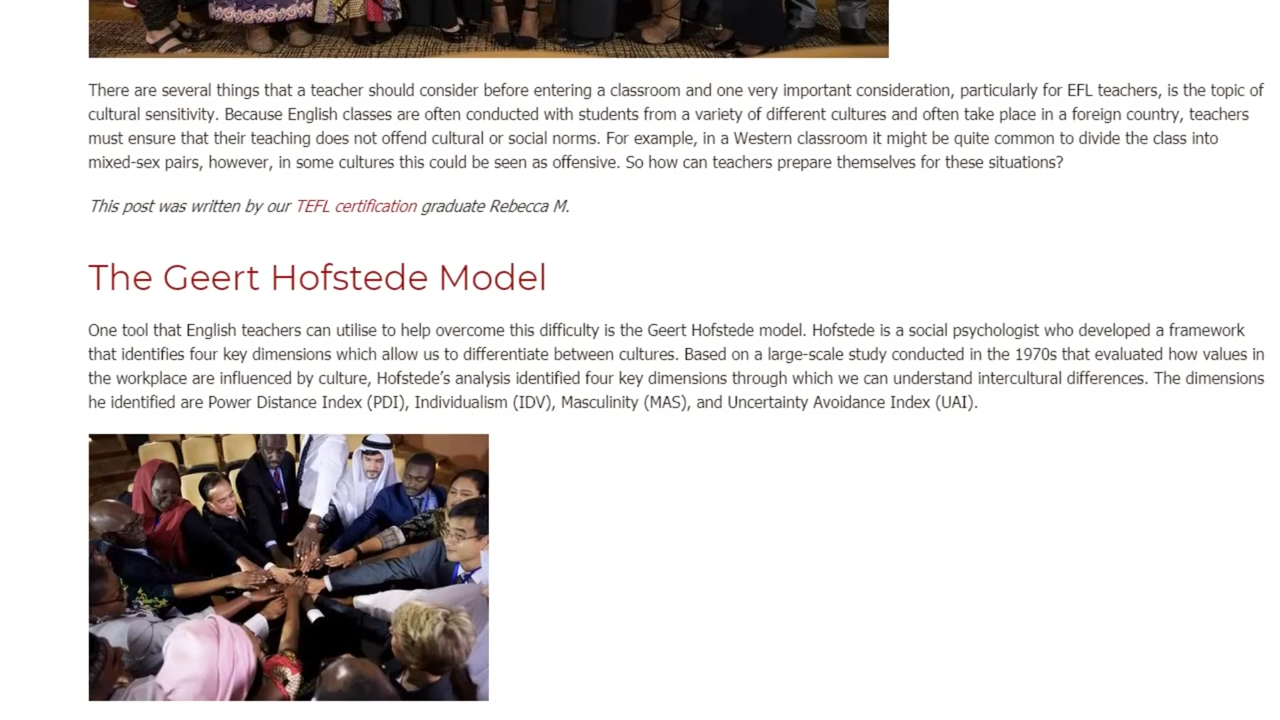 There are several things that a teacher should consider before entering a classroom and one very important consideration, particularly for EFL teachers, is the topic of
cultural sensitivity. Because English classes are often conducted with students from a variety of different cultures and often take place in a foreign country, teachers
must ensure that their teaching does not offend cultural or social norms. For example, in a Western classroom it might be quite common to divide the class into
mixed-sex pairs, however, in some cultures this could be seen as offensive. So how can teachers prepare themselves for these situations?
This post was written by our TEFL certification graduate Rebecca M.
The Geert Hofstede Model
One tool that English teachers can utilise to help overcome this difficulty is the Geert Hofstede model. Hofstede is a social psychologist who developed a framework
that identifies four key dimensions which allow us to differentiate between cultures. Based on a large-scale study conducted in the 1970s that evaluated how values in
the workplace are influenced by culture, Hofstede’s analysis identified four key dimensions through which we can understand intercultural differences. The dimensions
he identified are Power Distance Index (PDI), Individualism (IDV), Masculinity (MAS), and Uncertainty Avoidance Index (UAI).